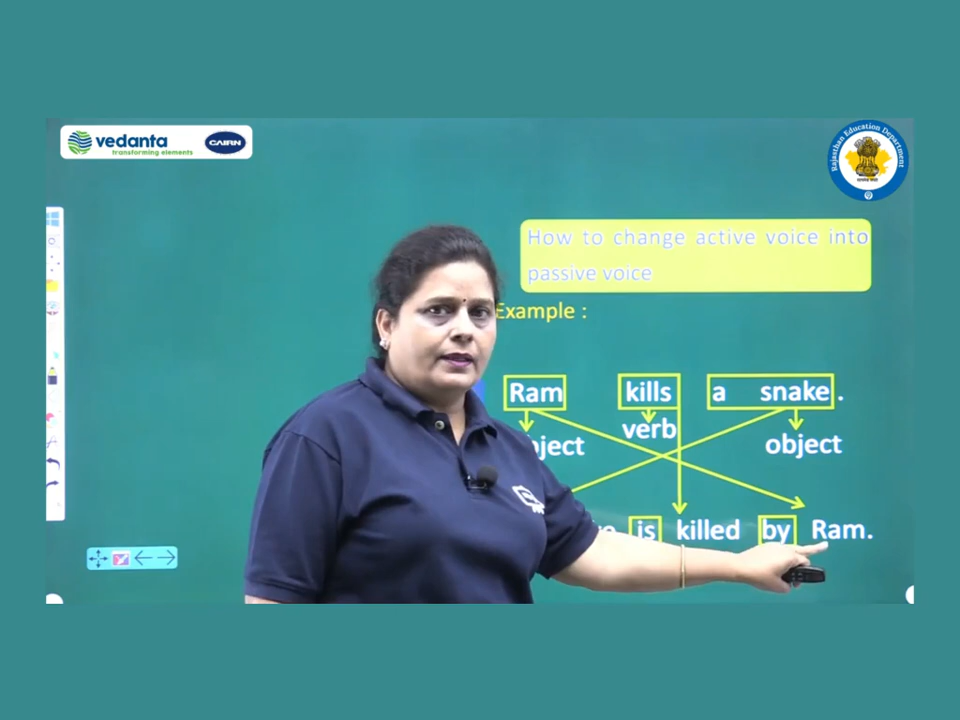 vedanta
transforming elements
CAIRN
Rajasthan Education Department
How to change active voice into
passive voice
Example :
Ram kills a snake.
verb
object
is killed by Ram.